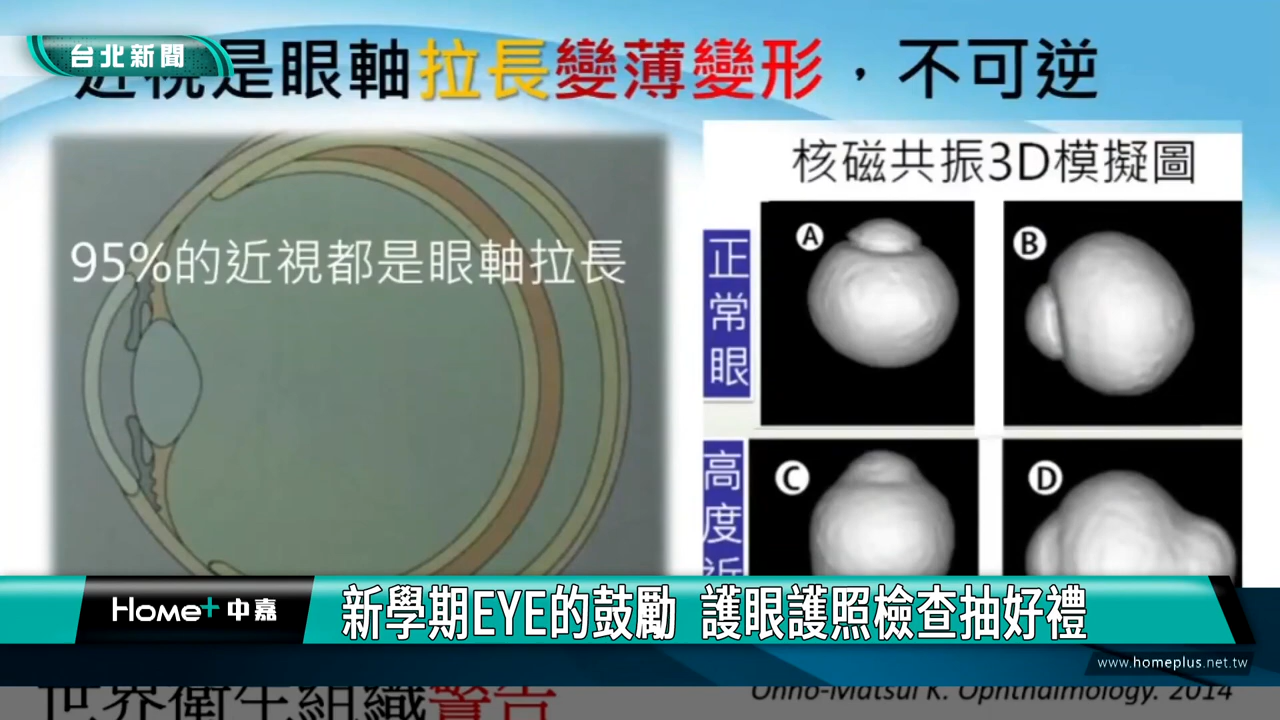 台北新聞
近視是眼軸拉長變薄變形，不可逆
核磁共振3D模擬圖
95%的近視都是眼軸拉長
正常眼
A
B
高度近
C
D
Home+中嘉
新學期EYE的鼓勵 護眼護照檢查抽好禮
www.homeplus.net.tw
世界衛生組織警告
Ohno-Matsui K. Ophthalmology. 2014